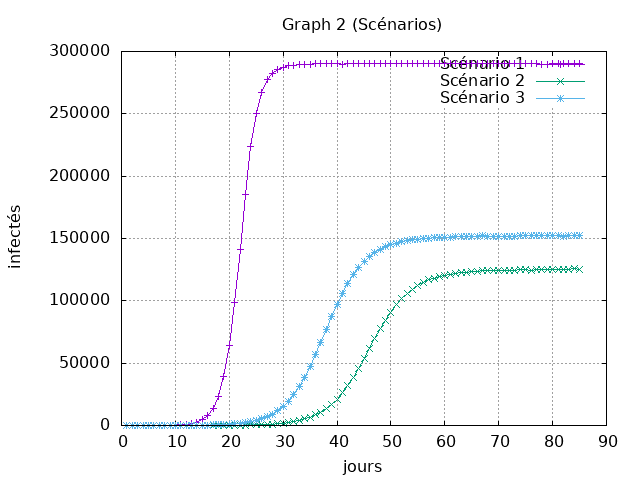 Graph 2 (Scénarios)
300000
250000
200000
150000
100000
50000
0
infectés
Scénario 1
Scénario 2
Scénario 3
0 10 20 30 40 50 60 70 80 90
jours